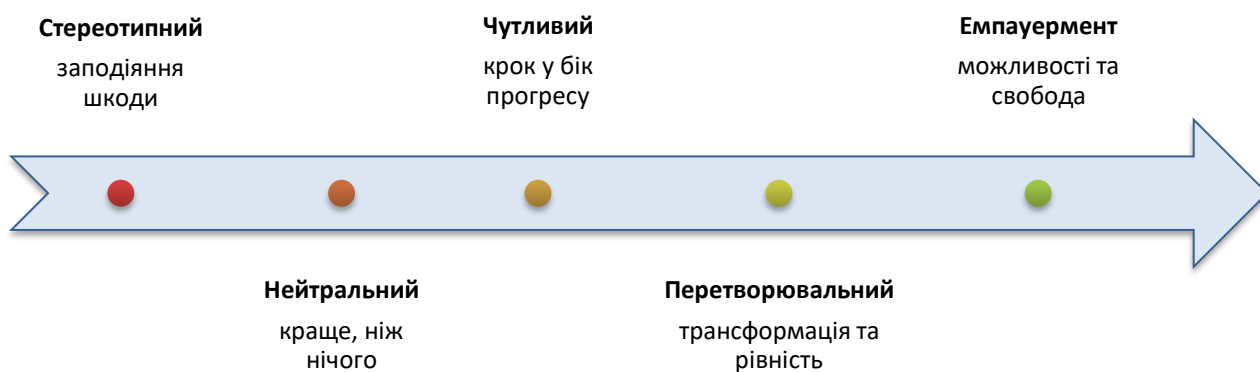 Стереотипний
заподіяння
шкоди
Чутливий
крок у бік
прогресу
Емпауермент
можливості та
свобода
Нейтральний
краще, ніж
нічого
Перетворювальний
трансформація та
рівність